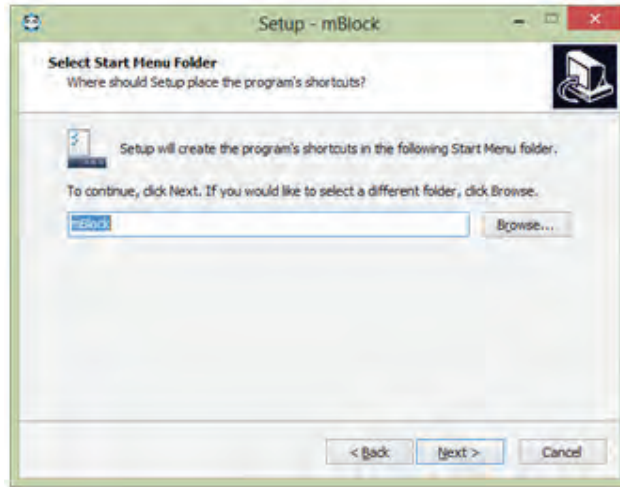 Setup - mBlock
Select Start Menu Folder
Where should Setup place the program's shortcuts?
Setup will create the program's shortcuts in the following Start Menu folder.
To continue, click Next. If you would like to select a different folder, click Browse.
mBlock
Browse...
< Back
Next >
Cancel